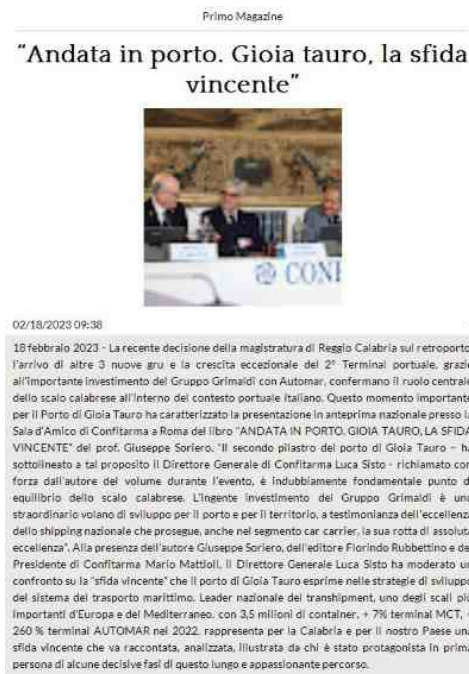 Primo Magazine
“Andata in porto. Gioia tauro, la sfida
vincente”
CONF
02/18/2023 09:38
18 febbraio 2023 - La recente decisione della magistratura di Reggio Calabria sul retroporto,
l'arrivo di altre 3 nuove gru e la crescita eccezionale del 2° Terminal portuale, grazie
all'importante investimento del Gruppo Grimaldi con Automar, confermano il ruolo centrale
dello scalo calabrese all'interno del contesto portuale italiano. Questo momento importante
per il Porto di Gioia Tauro ha caratterizzato la presentazione in anteprima nazionale presso la
Sala d'Amico di Confitarma a Roma del libro "ANDATA IN PORTO. GIOIA TAURO, LA SFIDA
VINCENTE" del prof. Giuseppe Soriero. "Il secondo pilastro del porto di Gioia Tauro – ha
sottolineato a tal proposito il Direttore Generale di Confitarma Luca Sisto - richiamato con
forza dall'autore del volume durante l'evento, è indubbiamente fondamentale punto di
equilibrio dello scalo calabrese. L'ingente investimento del Gruppo Grimaldi è uno
straordinario volano di sviluppo per il porto e per il territorio, a testimonianza dell'eccellenza
dello shipping nazionale che prosegue, anche nel segmento car carrier, la sua rotta di assoluta
eccellenza". Alla presenza dell'autore Giuseppe Soriero, dell'editore Florindo Rubbettino e del
Presidente di Confitarma Mario Mattioli, il Direttore Generale Luca Sisto ha moderato un
confronto su la "sfida vincente" che il porto di Gioia Tauro esprime nelle strategie di sviluppo
del sistema del trasporto marittimo. Leader nazionale del transhipment, uno degli scali più
importanti d'Europa e del Mediterraneo, con 3,5 milioni di container, + 7% terminal MCT, +
260 % terminal AUTOMAR nel 2022, rappresenta per la Calabria e per il nostro Paese una
sfida vincente che va raccontata, analizzata, illustrata da chi è stato protagonista in prima
persona di alcune decisive fasi di questo lungo e appassionante percorso.